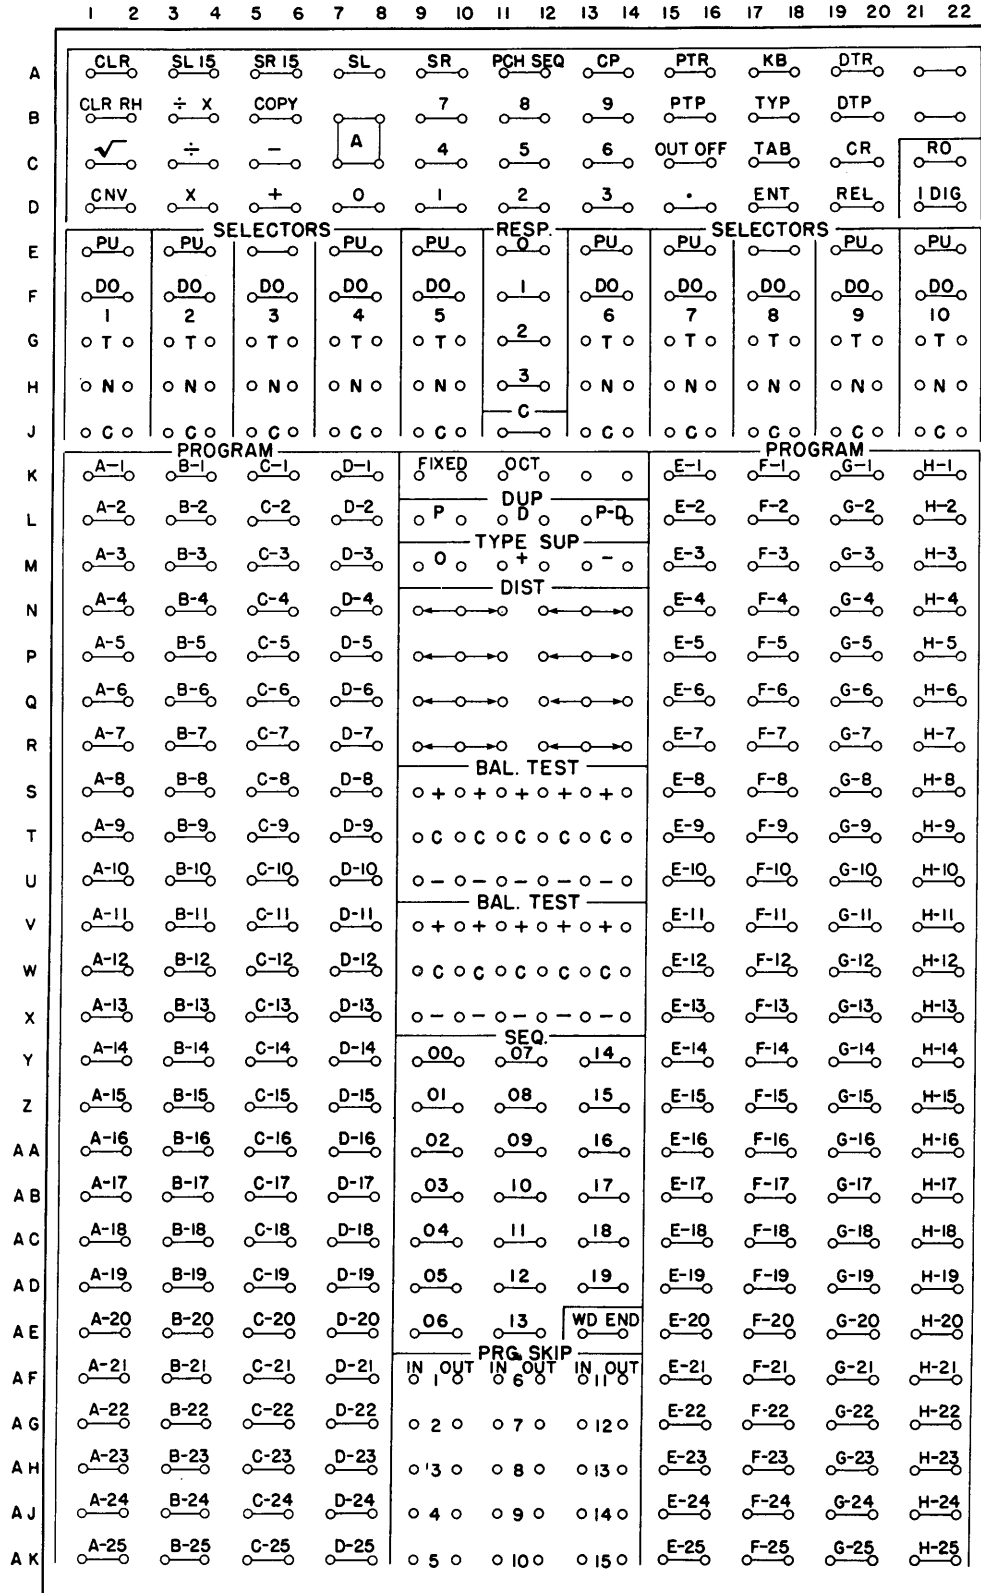 1 2 3 4 5 6 7 8 9 10 11 12 13 14 15 16 17 18 19 20 21 22
A CLR SL 15 SR 15 SL SR PCH SEQ CP PTR KB DTR
B CLR RH ÷ X COPY 7 8 9 PTP TYP DTP
C √ ÷ - A 4 5 6 OUT OFF TAB CR RO
D CNV X + 0 1 2 3 . ENT REL 1 DIG
SELECTORS RESP. SELECTORS
E PU PU PU PU 0 PU PU PU PU
F DO DO DO DO DO 1 DO DO DO DO DO
1 2 3 4 5 6 7 8 9 10
G T T T T T 2 T T T T T
H N N N N N 3 N N N N N
C
J C C C C C C C C C C
PROGRAM PROGRAM
K A-1 B-1 C-1 D-1 FIXED OCT E-1 F-1 G-1 H-1
DUP
L A-2 B-2 C-2 D-2 P D P-D E-2 F-2 G-2 H-2
TYPE SUP
M A-3 B-3 C-3 D-3 0 + - E-3 F-3 G-3 H-3
DIST
N A-4 B-4 C-4 D-4 E-4 F-4 G-4 H-4
P A-5 B-5 C-5 D-5 E-5 F-5 G-5 H-5
Q A-6 B-6 C-6 D-6 E-6 F-6 G-6 H-6
R A-7 B-7 C-7 D-7 E-7 F-7 G-7 H-7
BAL. TEST
S A-8 B-8 C-8 D-8 + + + + + E-8 F-8 G-8 H-8
T A-9 B-9 C-9 D-9 C C C C C E-9 F-9 G-9 H-9
U A-10 B-10 C-10 D-10 - - - - - E-10 F-10 G-10 H-10
BAL. TEST
V A-11 B-11 C-11 D-11 + + + + + E-11 F-11 G-11 H-11
W A-12 B-12 C-12 D-12 C C C C C E-12 F-12 G-12 H-12
X A-13 B-13 C-13 D-13 - - - - - E-13 F-13 G-13 H-13
SEQ.
Y A-14 B-14 C-14 D-14 00 07 14 E-14 F-14 G-14 H-14
Z A-15 B-15 C-15 D-15 01 08 15 E-15 F-15 G-15 H-15
AA A-16 B-16 C-16 D-16 02 09 16 E-16 F-16 G-16 H-16
AB A-17 B-17 C-17 D-17 03 10 17 E-17 F-17 G-17 H-17
AC A-18 B-18 C-18 D-18 04 11 18 E-18 F-18 G-18 H-18
AD A-19 B-19 C-19 D-19 05 12 19 E-19 F-19 G-19 H-19
AE A-20 B-20 C-20 D-20 06 13 WD END E-20 F-20 G-20 H-20
PRG. SKIP
IN OUT IN OUT IN OUT
AF A-21 B-21 C-21 D-21 1 6 11 E-21 F-21 G-21 H-21
AG A-22 B-22 C-22 D-22 2 7 12 E-22 F-22 G-22 H-22
AH A-23 B-23 C-23 D-23 3 8 13 E-23 F-23 G-23 H-23
AJ A-24 B-24 C-24 D-24 4 9 14 E-24 F-24 G-24 H-24
AK A-25 B-25 C-25 D-25 5 10 15 E-25 F-25 G-25 H-25